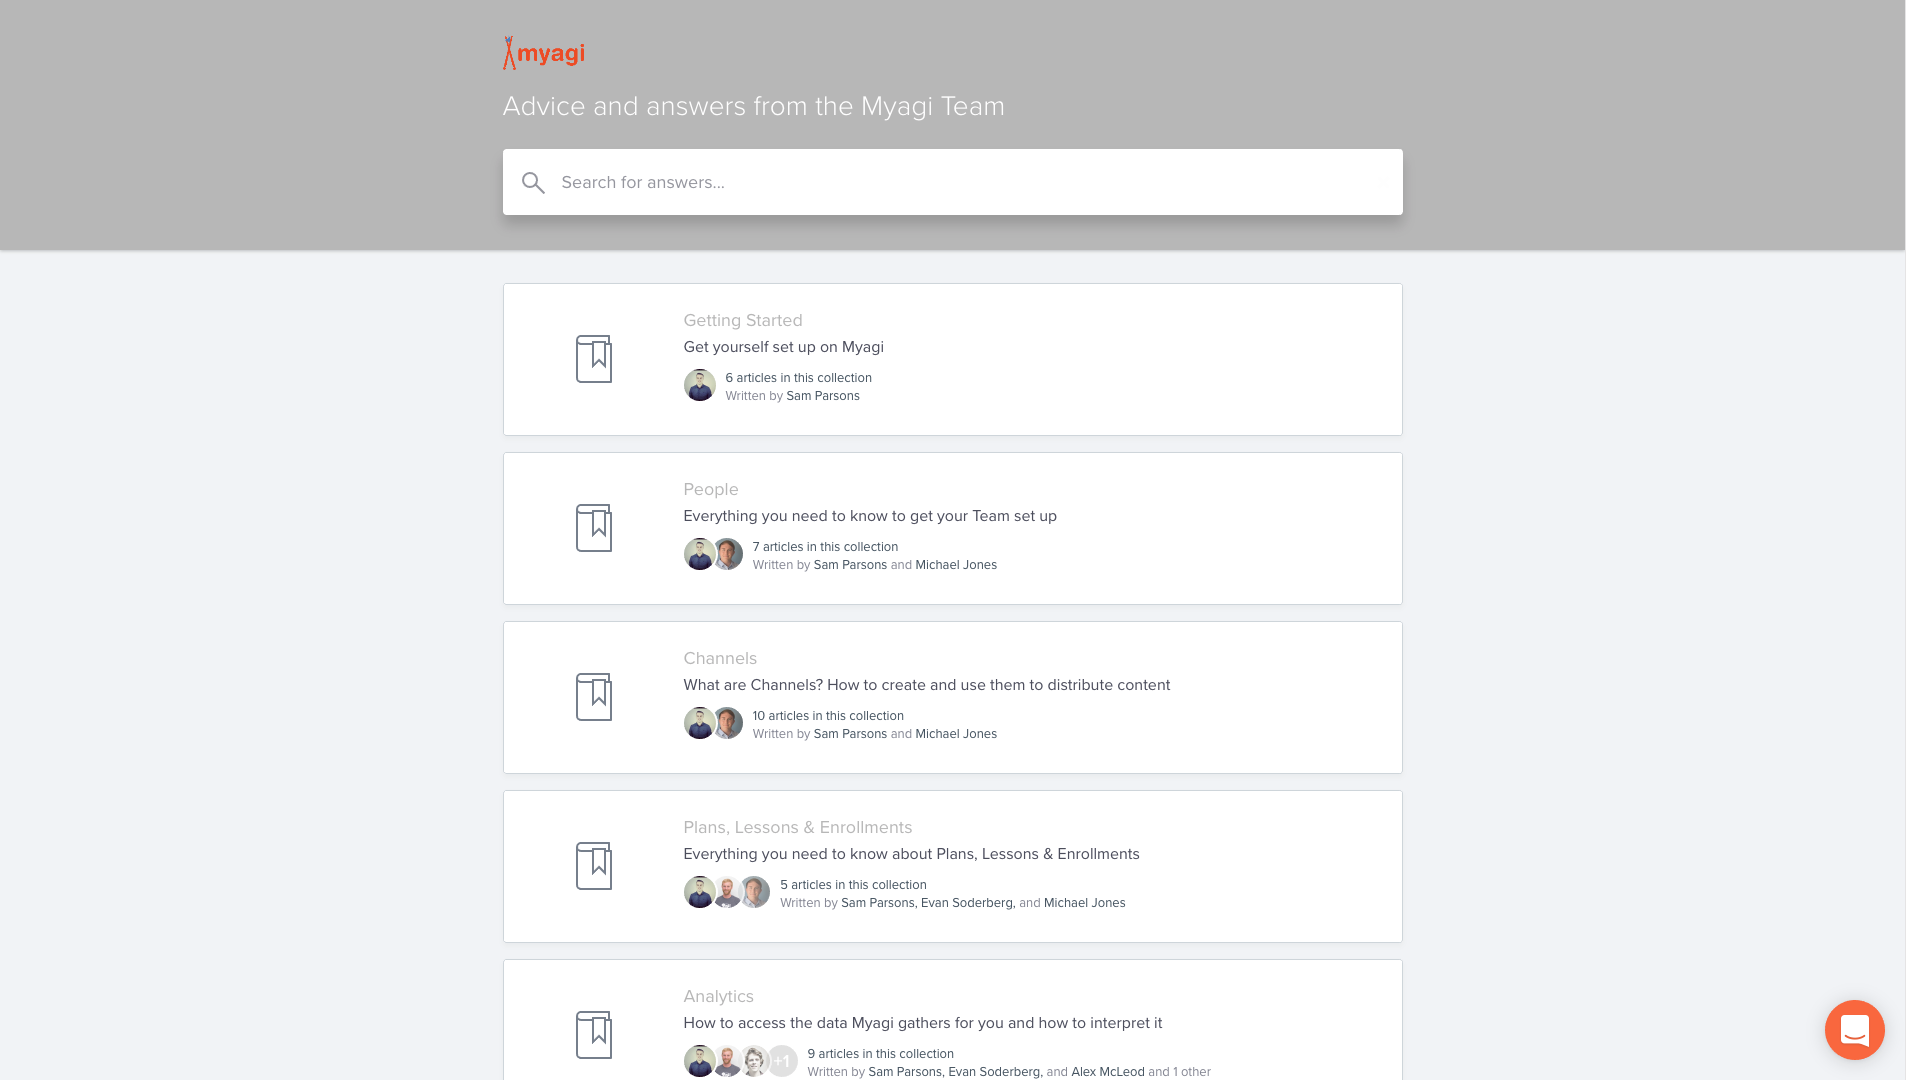 myagi
Advice and answers from the Myagi Team
Search for answers...
Getting Started
Get yourself set up on Myagi
6 articles in this collection
Written by Sam Parsons
People
Everything you need to know to get your Team set up
7 articles in this collection
Written by Sam Parsons and Michael Jones
Channels
What are Channels? How to create and use them to distribute content
10 articles in this collection
Written by Sam Parsons and Michael Jones
Plans, Lessons & Enrollments
Everything you need to know about Plans, Lessons & Enrollments
5 articles in this collection
Written by Sam Parsons, Evan Soderberg, and Michael Jones
Analytics
How to access the data Myagi gathers for you and how to interpret it
+1
9 articles in this collection
Written by Sam Parsons, Evan Soderberg, and Alex McLeod and 1 other